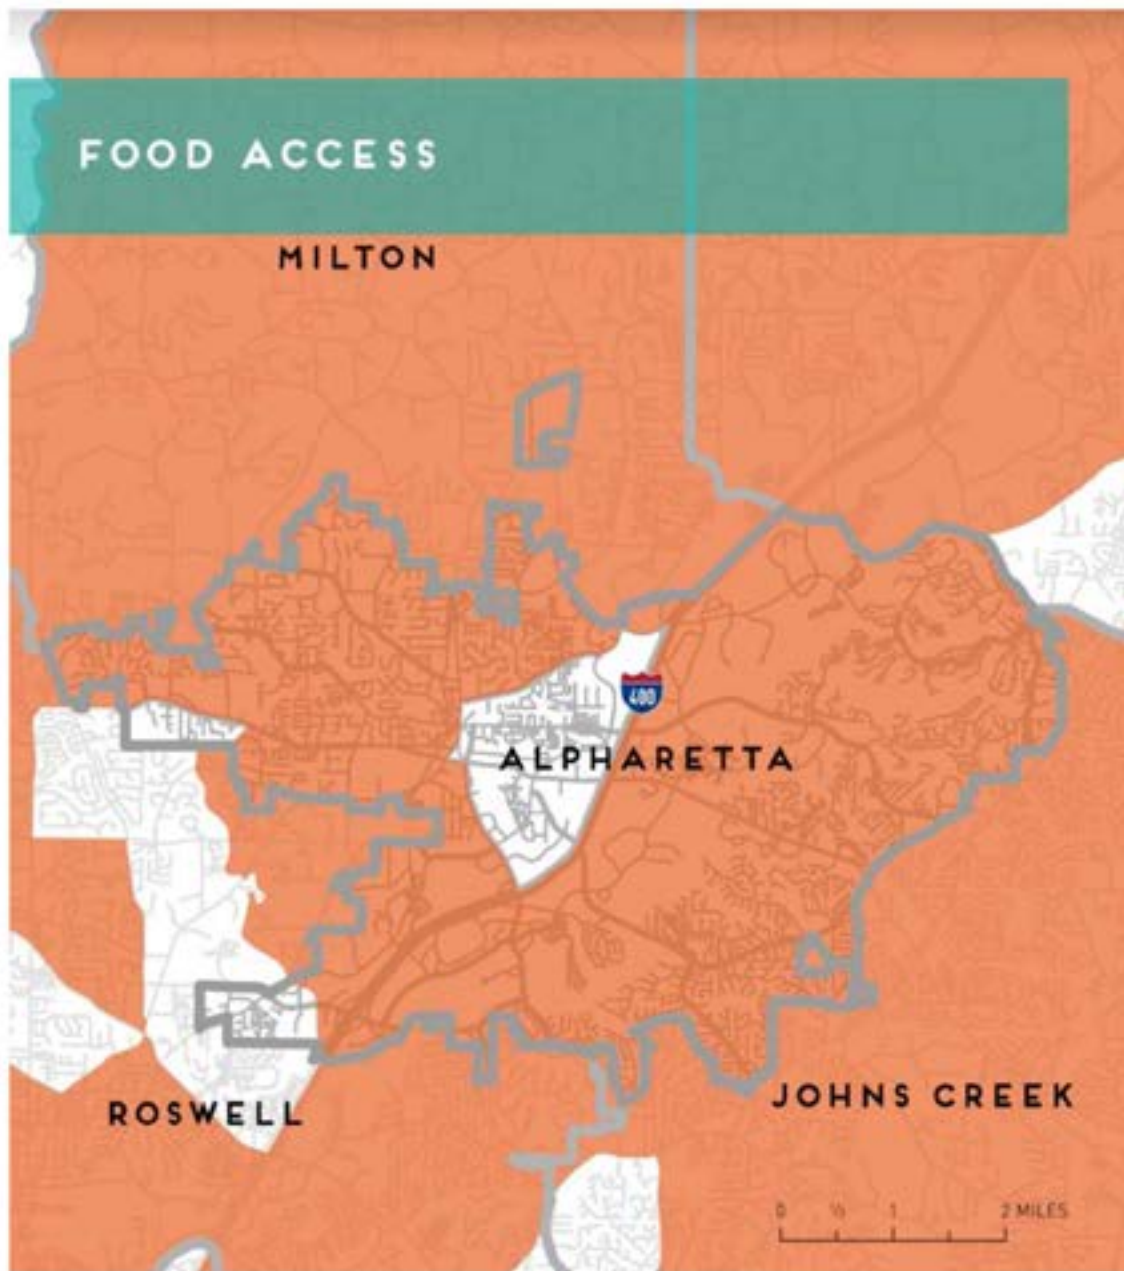 FOOD ACCESS
MILTON
400
ALPHARETTA
ROSWELL
JOHNS CREEK
0 ½ 1 2 MILES